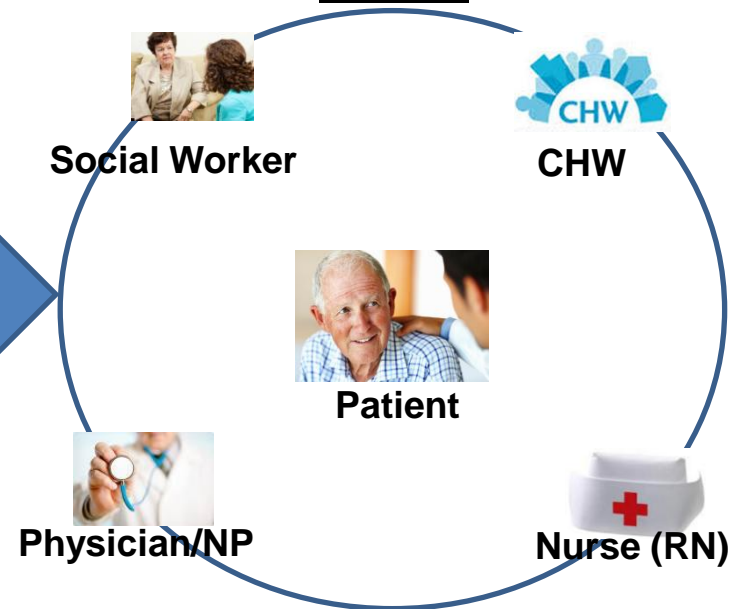 CHW
Social Worker
CHW
Patient
Physician/NP
Nurse (RN)